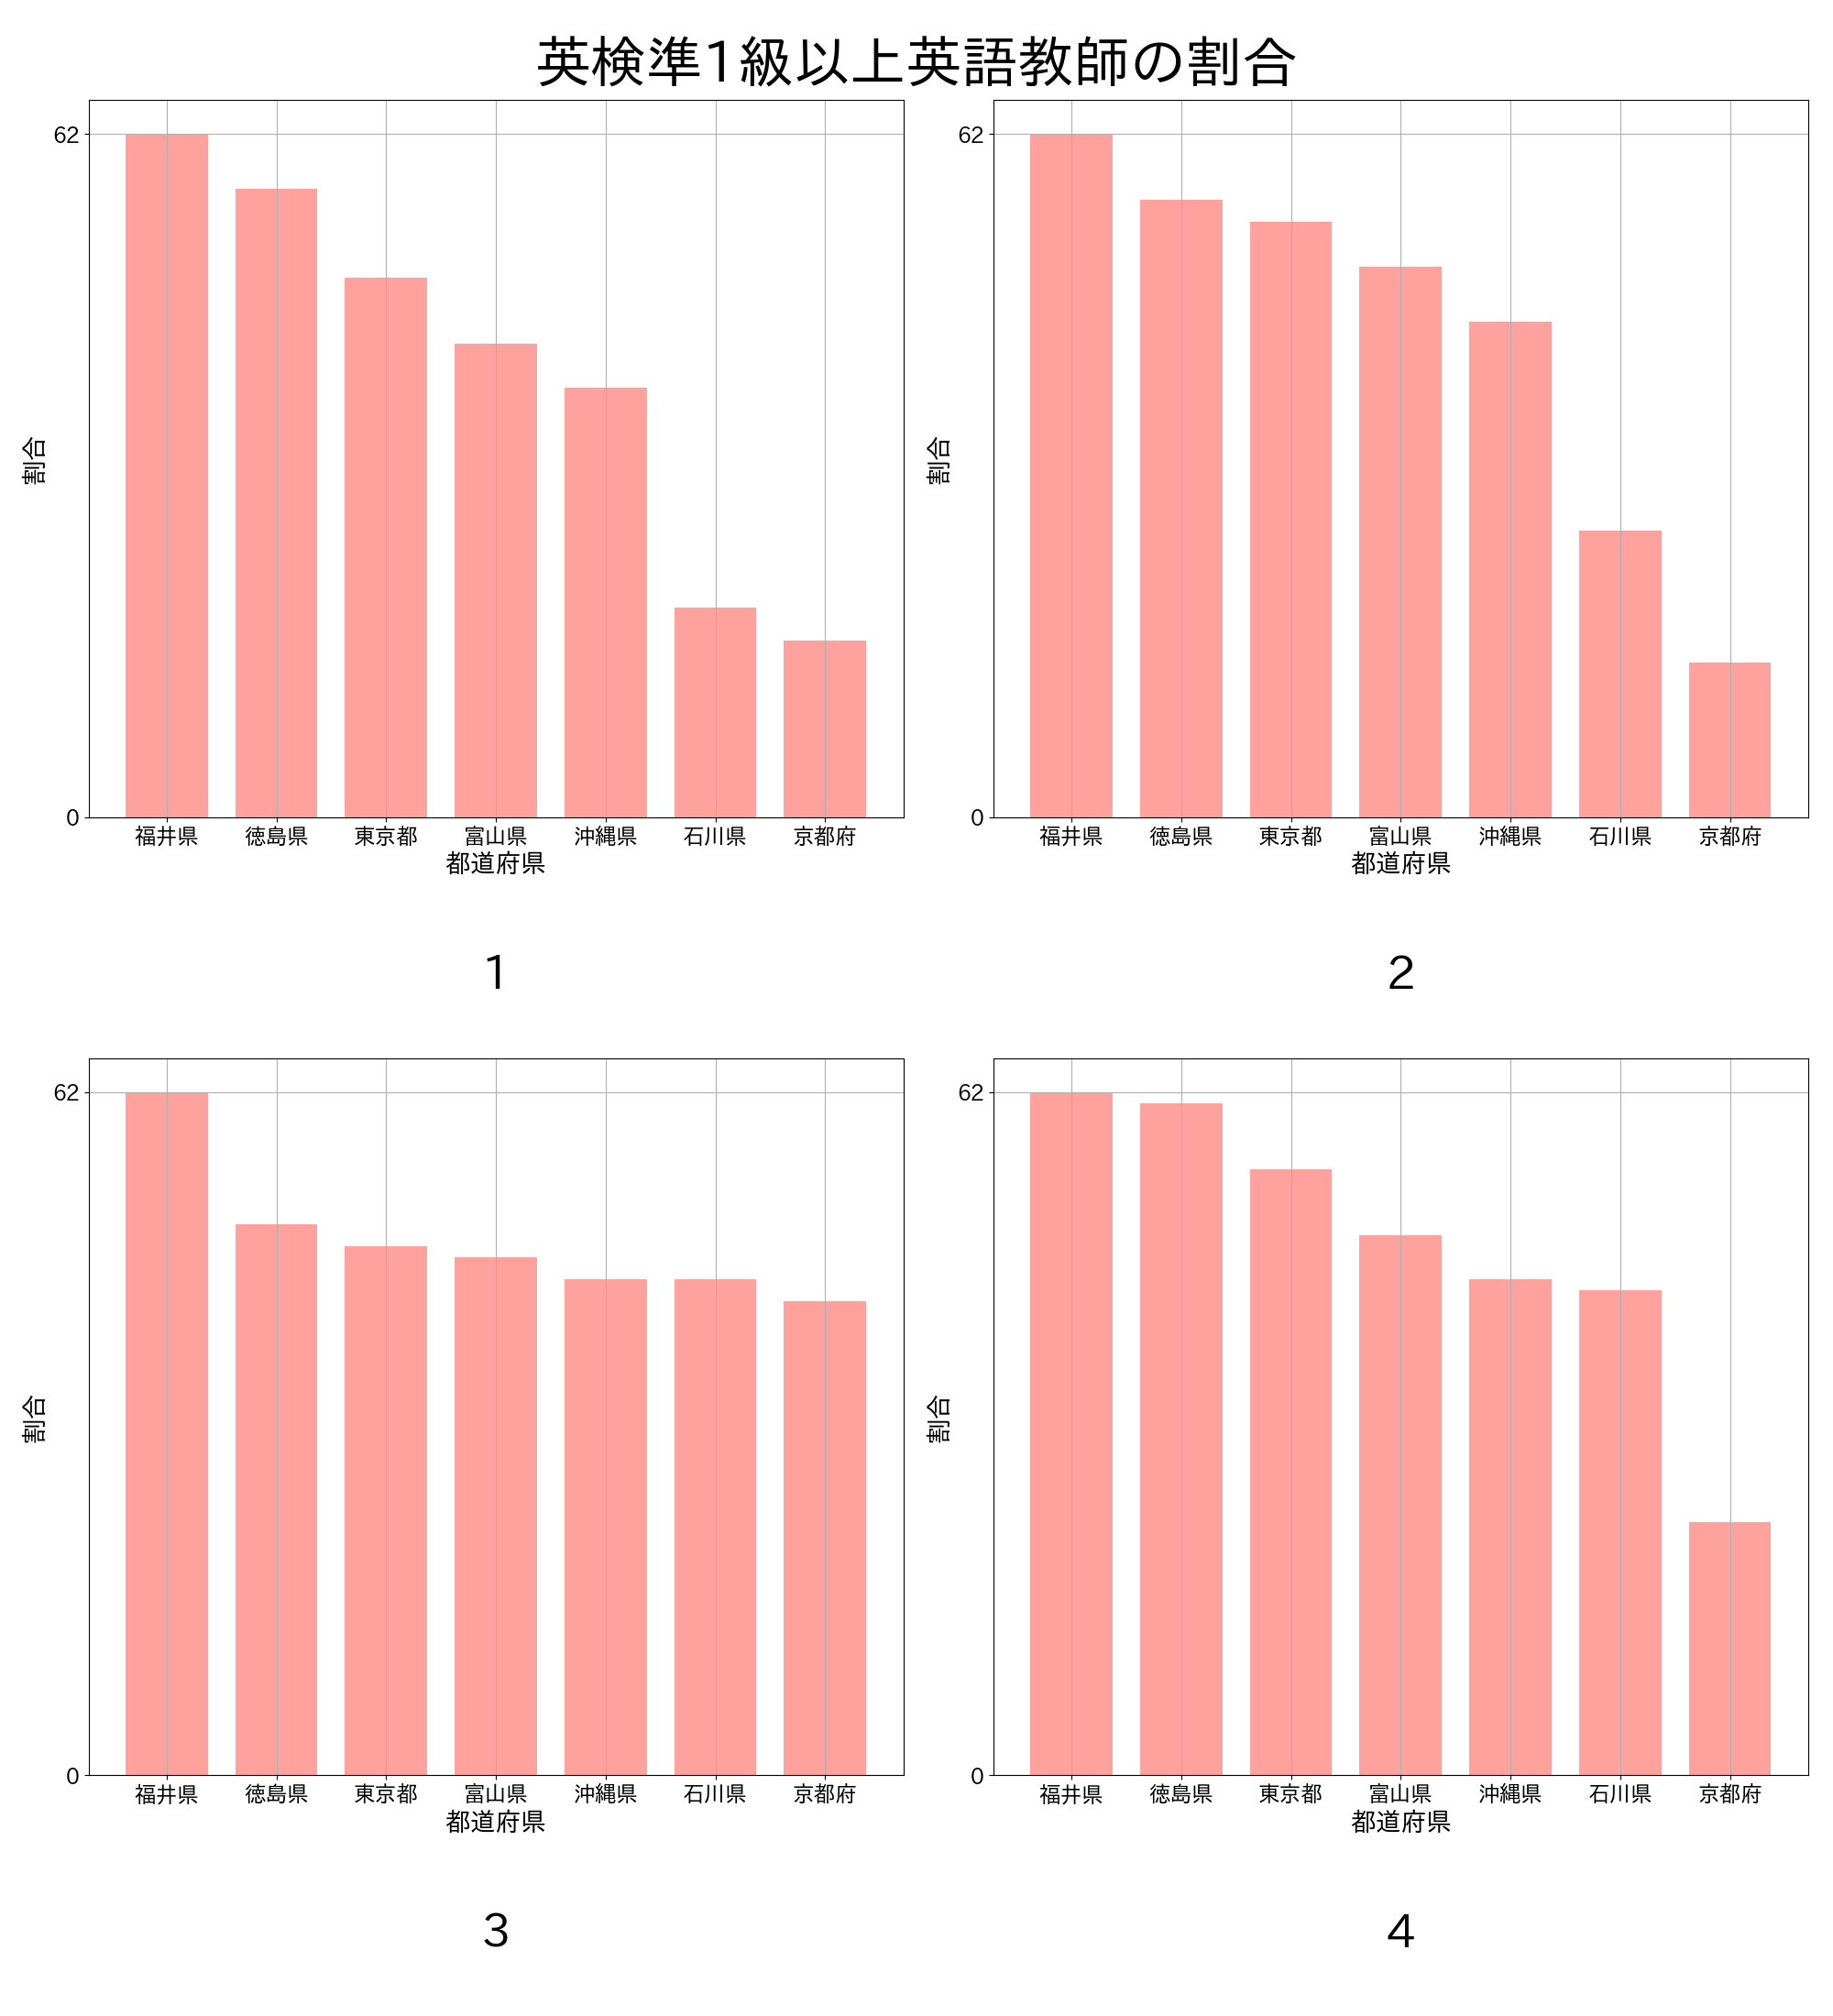 英検準1級以上英語教師の割合
62
0
割合
福井県 徳島県 東京都 富山県 沖縄県 石川県 京都府
都道府県
1
62
0
割合
福井県 徳島県 東京都 富山県 沖縄県 石川県 京都府
都道府県
2
62
0
割合
福井県 徳島県 東京都 富山県 沖縄県 石川県 京都府
都道府県
3
62
0
割合
福井県 徳島県 東京都 富山県 沖縄県 石川県 京都府
都道府県
4